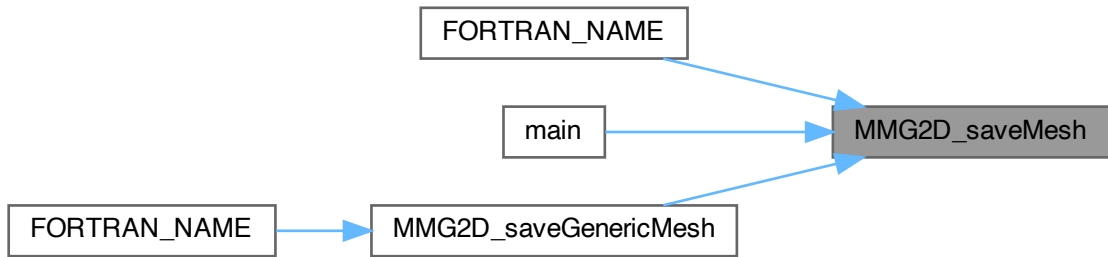 FORTRAN_NAME
main
MMG2D_saveMesh
FORTRAN_NAME
MMG2D_saveGenericMesh